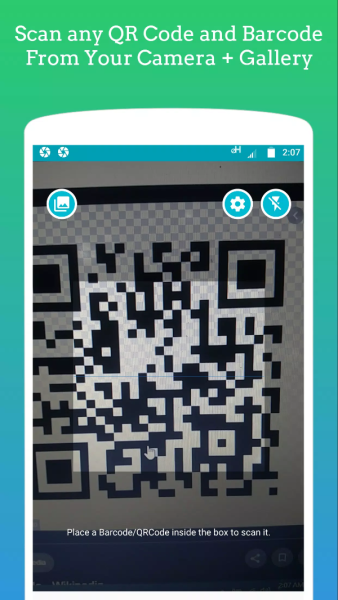 Scan any QR Code and Barcode
From Your Camera + Gallery
2:07
Place a Barcode/QRCode inside the box to scan it.